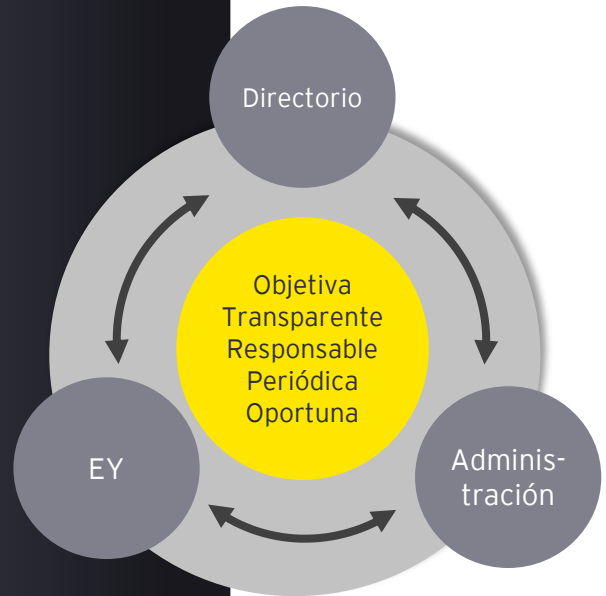 Directorio
Objetiva
Transparente
Responsable
Periódica
Oportuna
EY
Adminis-
tración